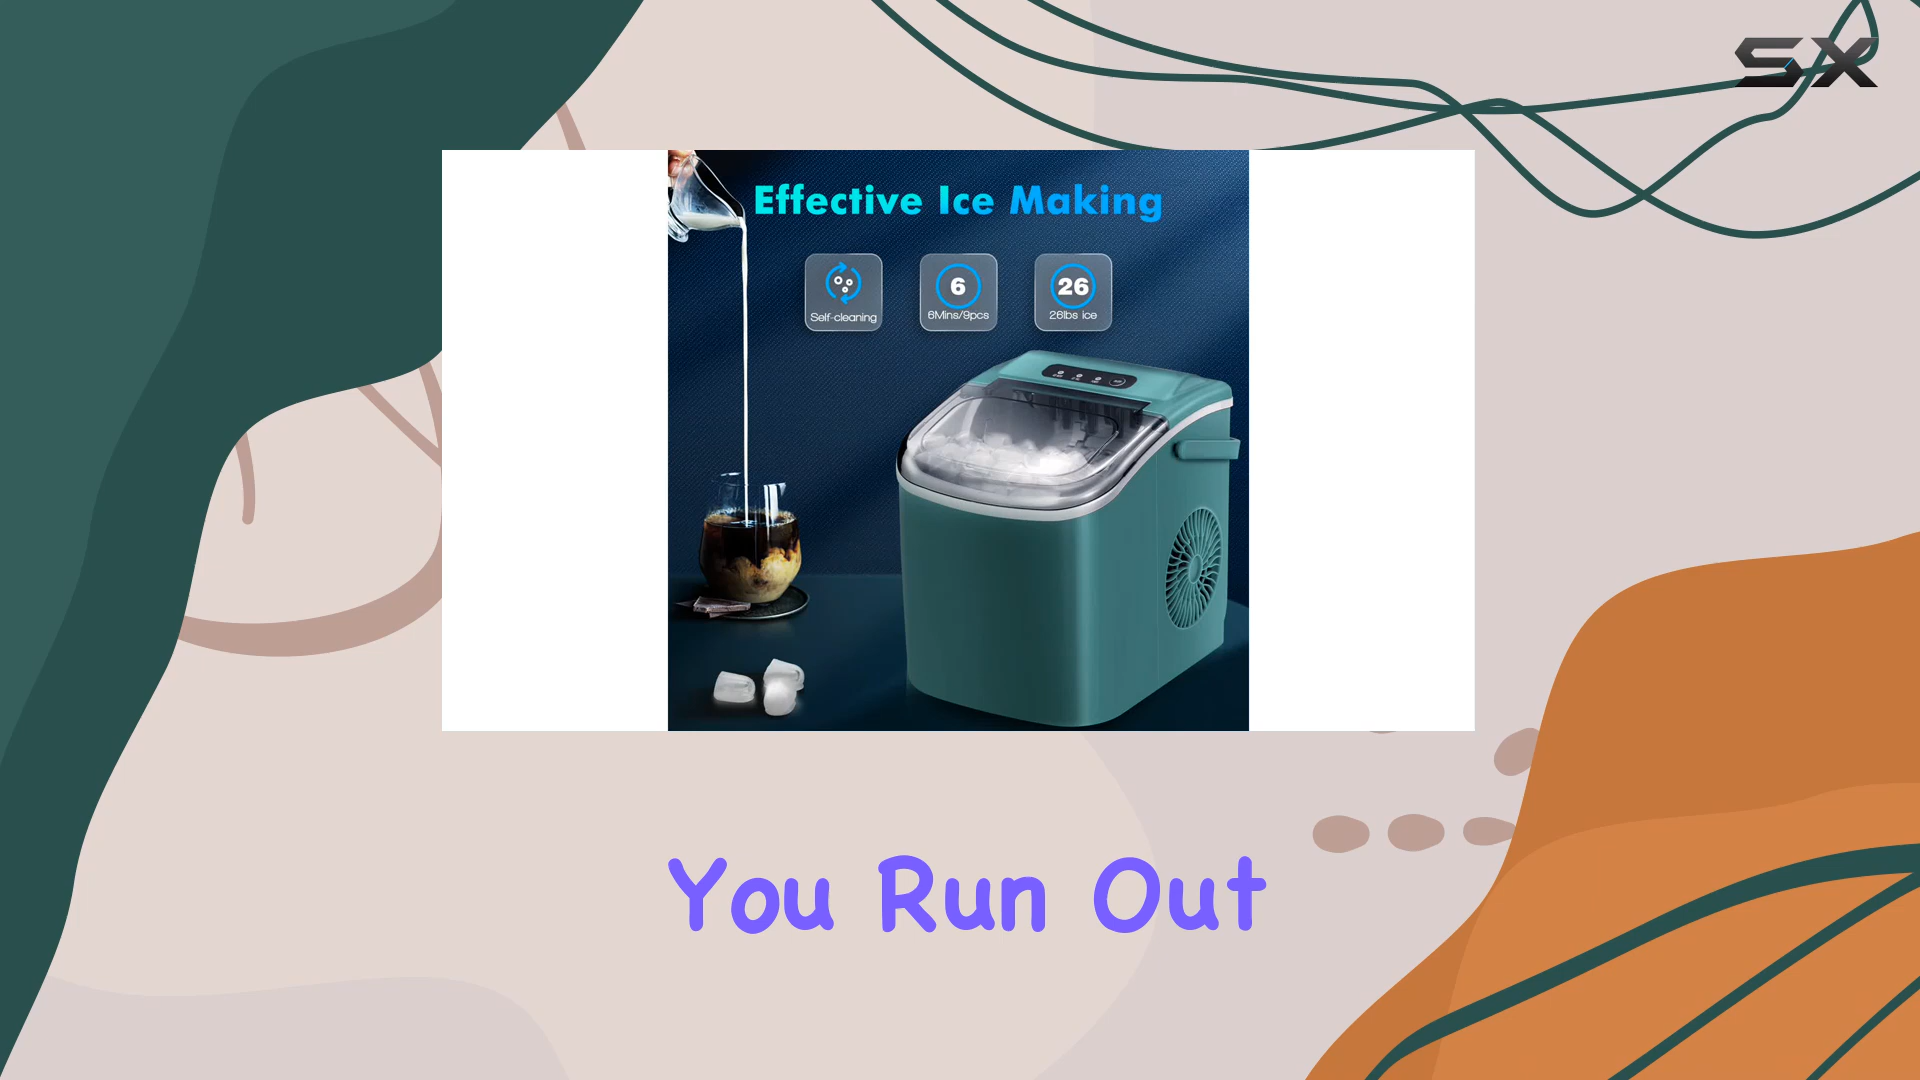 SX
Effective Ice Making
6
26
Self-cleaning
6Mins/9pcs
26lbs ice
You Run Out